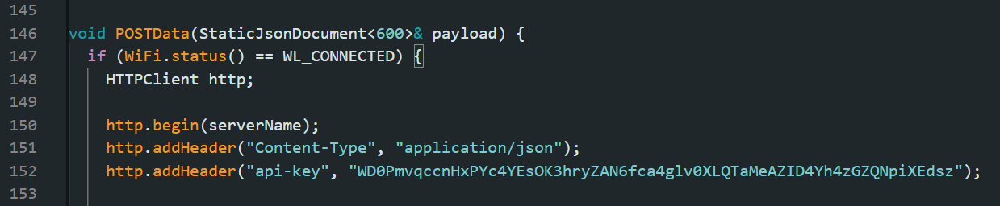 145
146 void POSTData(StaticJsonDocument<600>& payload) {
147 if (WiFi.status() == WL_CONNECTED) {
148 HTTPClient http;
149
150 http.begin(serverName);
151 http.addHeader("Content-Type", "application/json");
152 http.addHeader("api-key", "WD0PmvqccnHxPYc4YEsOK3hryZAN6fca4glv0XLQTaMeAZID4Yh4zGZQNpiXEdsz");
153